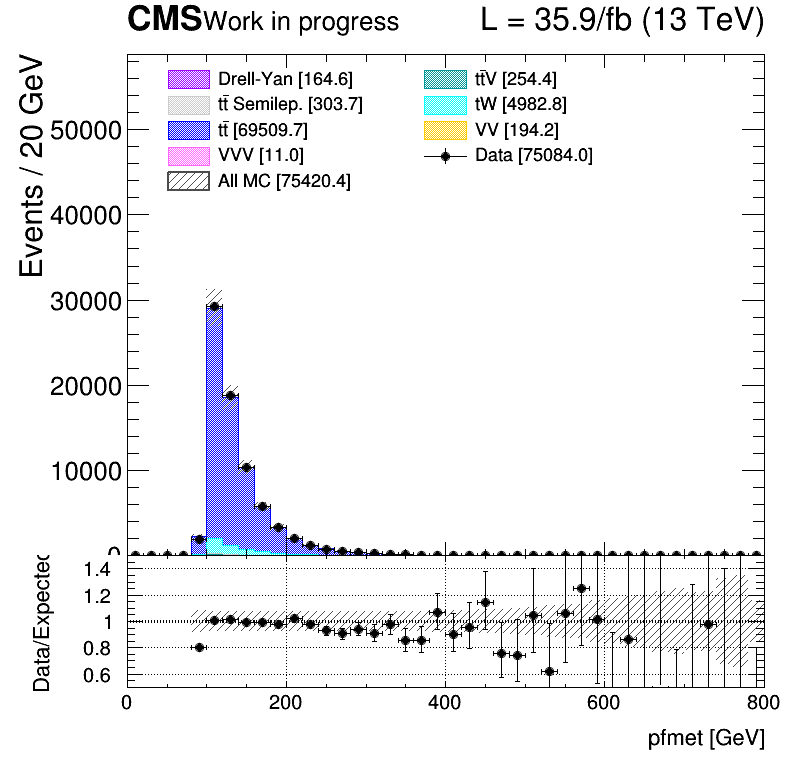 CMS Work in progress L = 35.9/fb (13 TeV)
Events / 20 GeV
Drell-Yan [164.6]
tt̄ Semilep. [303.7]
tt̄ [69509.7]
VVV [11.0]
All MC [75420.4]
tt̄V [254.4]
tW [4982.8]
VV [194.2]
Data [75084.0]
50000
40000
30000
20000
10000
0
Data/Expected
1.4
1.2
1
0.8
0.6
0 200 400 600 800
pfmet [GeV]